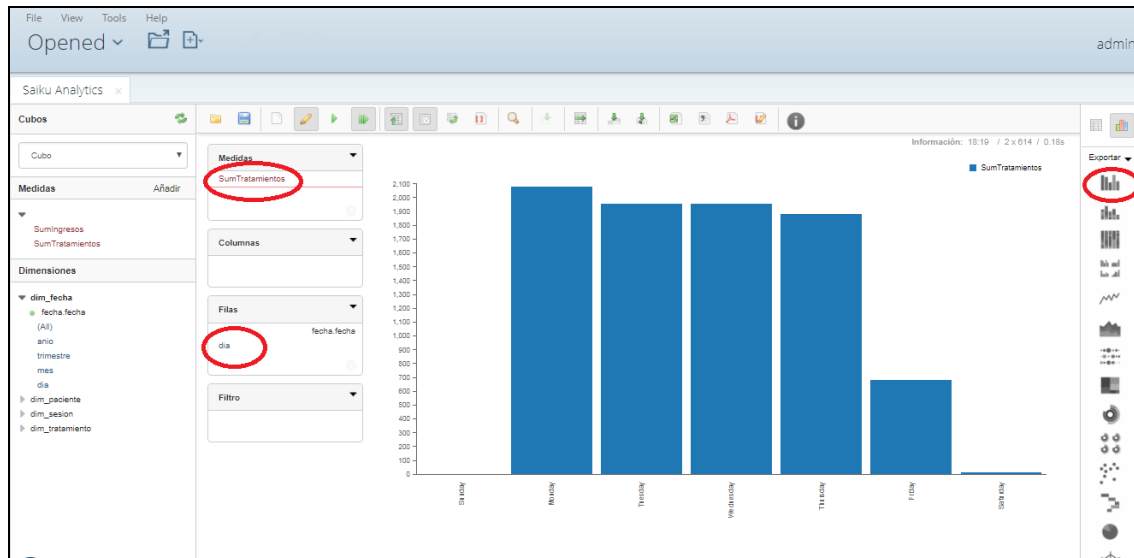 File View Tools Help
Opened
admin
Saiku Analytics ×
Cubos
Cubo
Medidas Añadir
SumIngresos
SumTratamientos
Dimensiones
dim_fecha
fecha.fecha
(All)
anio
trimestre
mes
dia
dim_paciente
dim_sesion
dim_tratamiento
Medidas
SumTratamientos
Columnas
Filas
fecha.fecha
dia
Filtro
Información: 18:19 / 2 x 614 / 0.18s
SumTratamientos
2,100
2,000
1,900
1,800
1,700
1,600
1,500
1,400
1,300
1,200
1,100
1,000
900
800
700
600
500
400
300
200
100
0
Sunday
Monday
Tuesday
Wednesday
Thursday
Friday
Saturday
Exportar